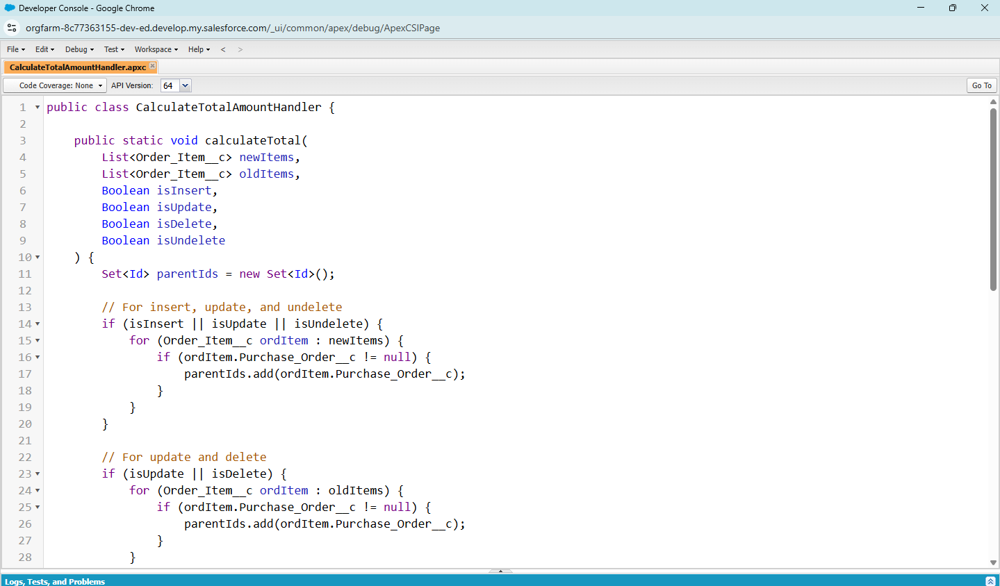 Developer Console - Google Chrome
orgfarm-8c77363155-dev-ed.develop.my.salesforce.com/_ui/common/apex/debug/ApexCSIPage
File Edit Debug Test Workspace Help < >
CalculateTotalAmountHandler.apxc
Code Coverage: None API Version: 64 Go To
1 public class CalculateTotalAmountHandler {
2
3     public static void calculateTotal(
4         List<Order_Item__c> newItems,
5         List<Order_Item__c> oldItems,
6         Boolean isInsert,
7         Boolean isUpdate,
8         Boolean isDelete,
9         Boolean isUndelete
10     ) {
11         Set<Id> parentIds = new Set<Id>();
12
13         // For insert, update, and undelete
14         if (isInsert || isUpdate || isUndelete) {
15             for (Order_Item__c ordItem : newItems) {
16                 if (ordItem.Purchase_Order__c != null) {
17                     parentIds.add(ordItem.Purchase_Order__c);
18                 }
19             }
20         }
21
22         // For update and delete
23         if (isUpdate || isDelete) {
24             for (Order_Item__c ordItem : oldItems) {
25                 if (ordItem.Purchase_Order__c != null) {
26                     parentIds.add(ordItem.Purchase_Order__c);
27                 }
28             }
Logs, Tests, and Problems